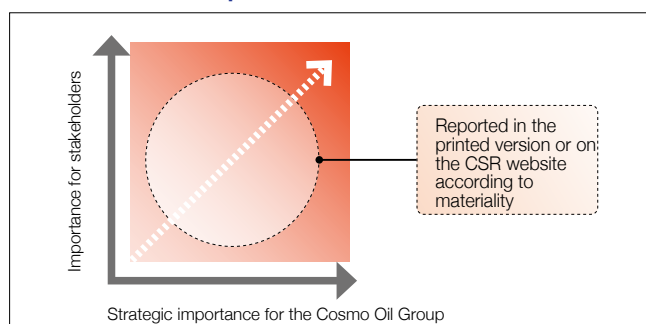 Importance for stakeholders
Reported in the
printed version or on
the CSR website
according to
materiality
Strategic importance for the Cosmo Oil Group